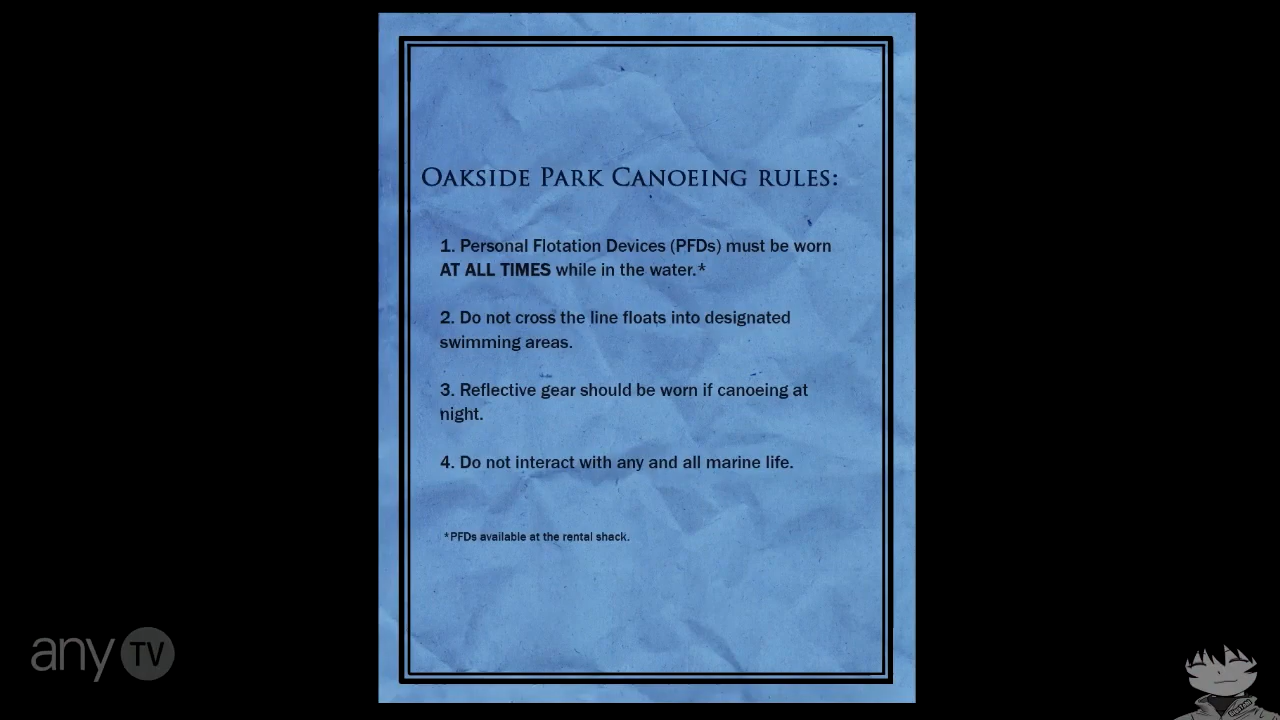 OAKSIDE PARK CANOEING RULES:
1. Personal Flotation Devices (PFDs) must be worn
AT ALL TIMES while in the water.*
2. Do not cross the line floats into designated
swimming areas.
3. Reflective gear should be worn if canoeing at
night.
4. Do not interact with any and all marine life.
*PFDs available at the rental shack.
any TV